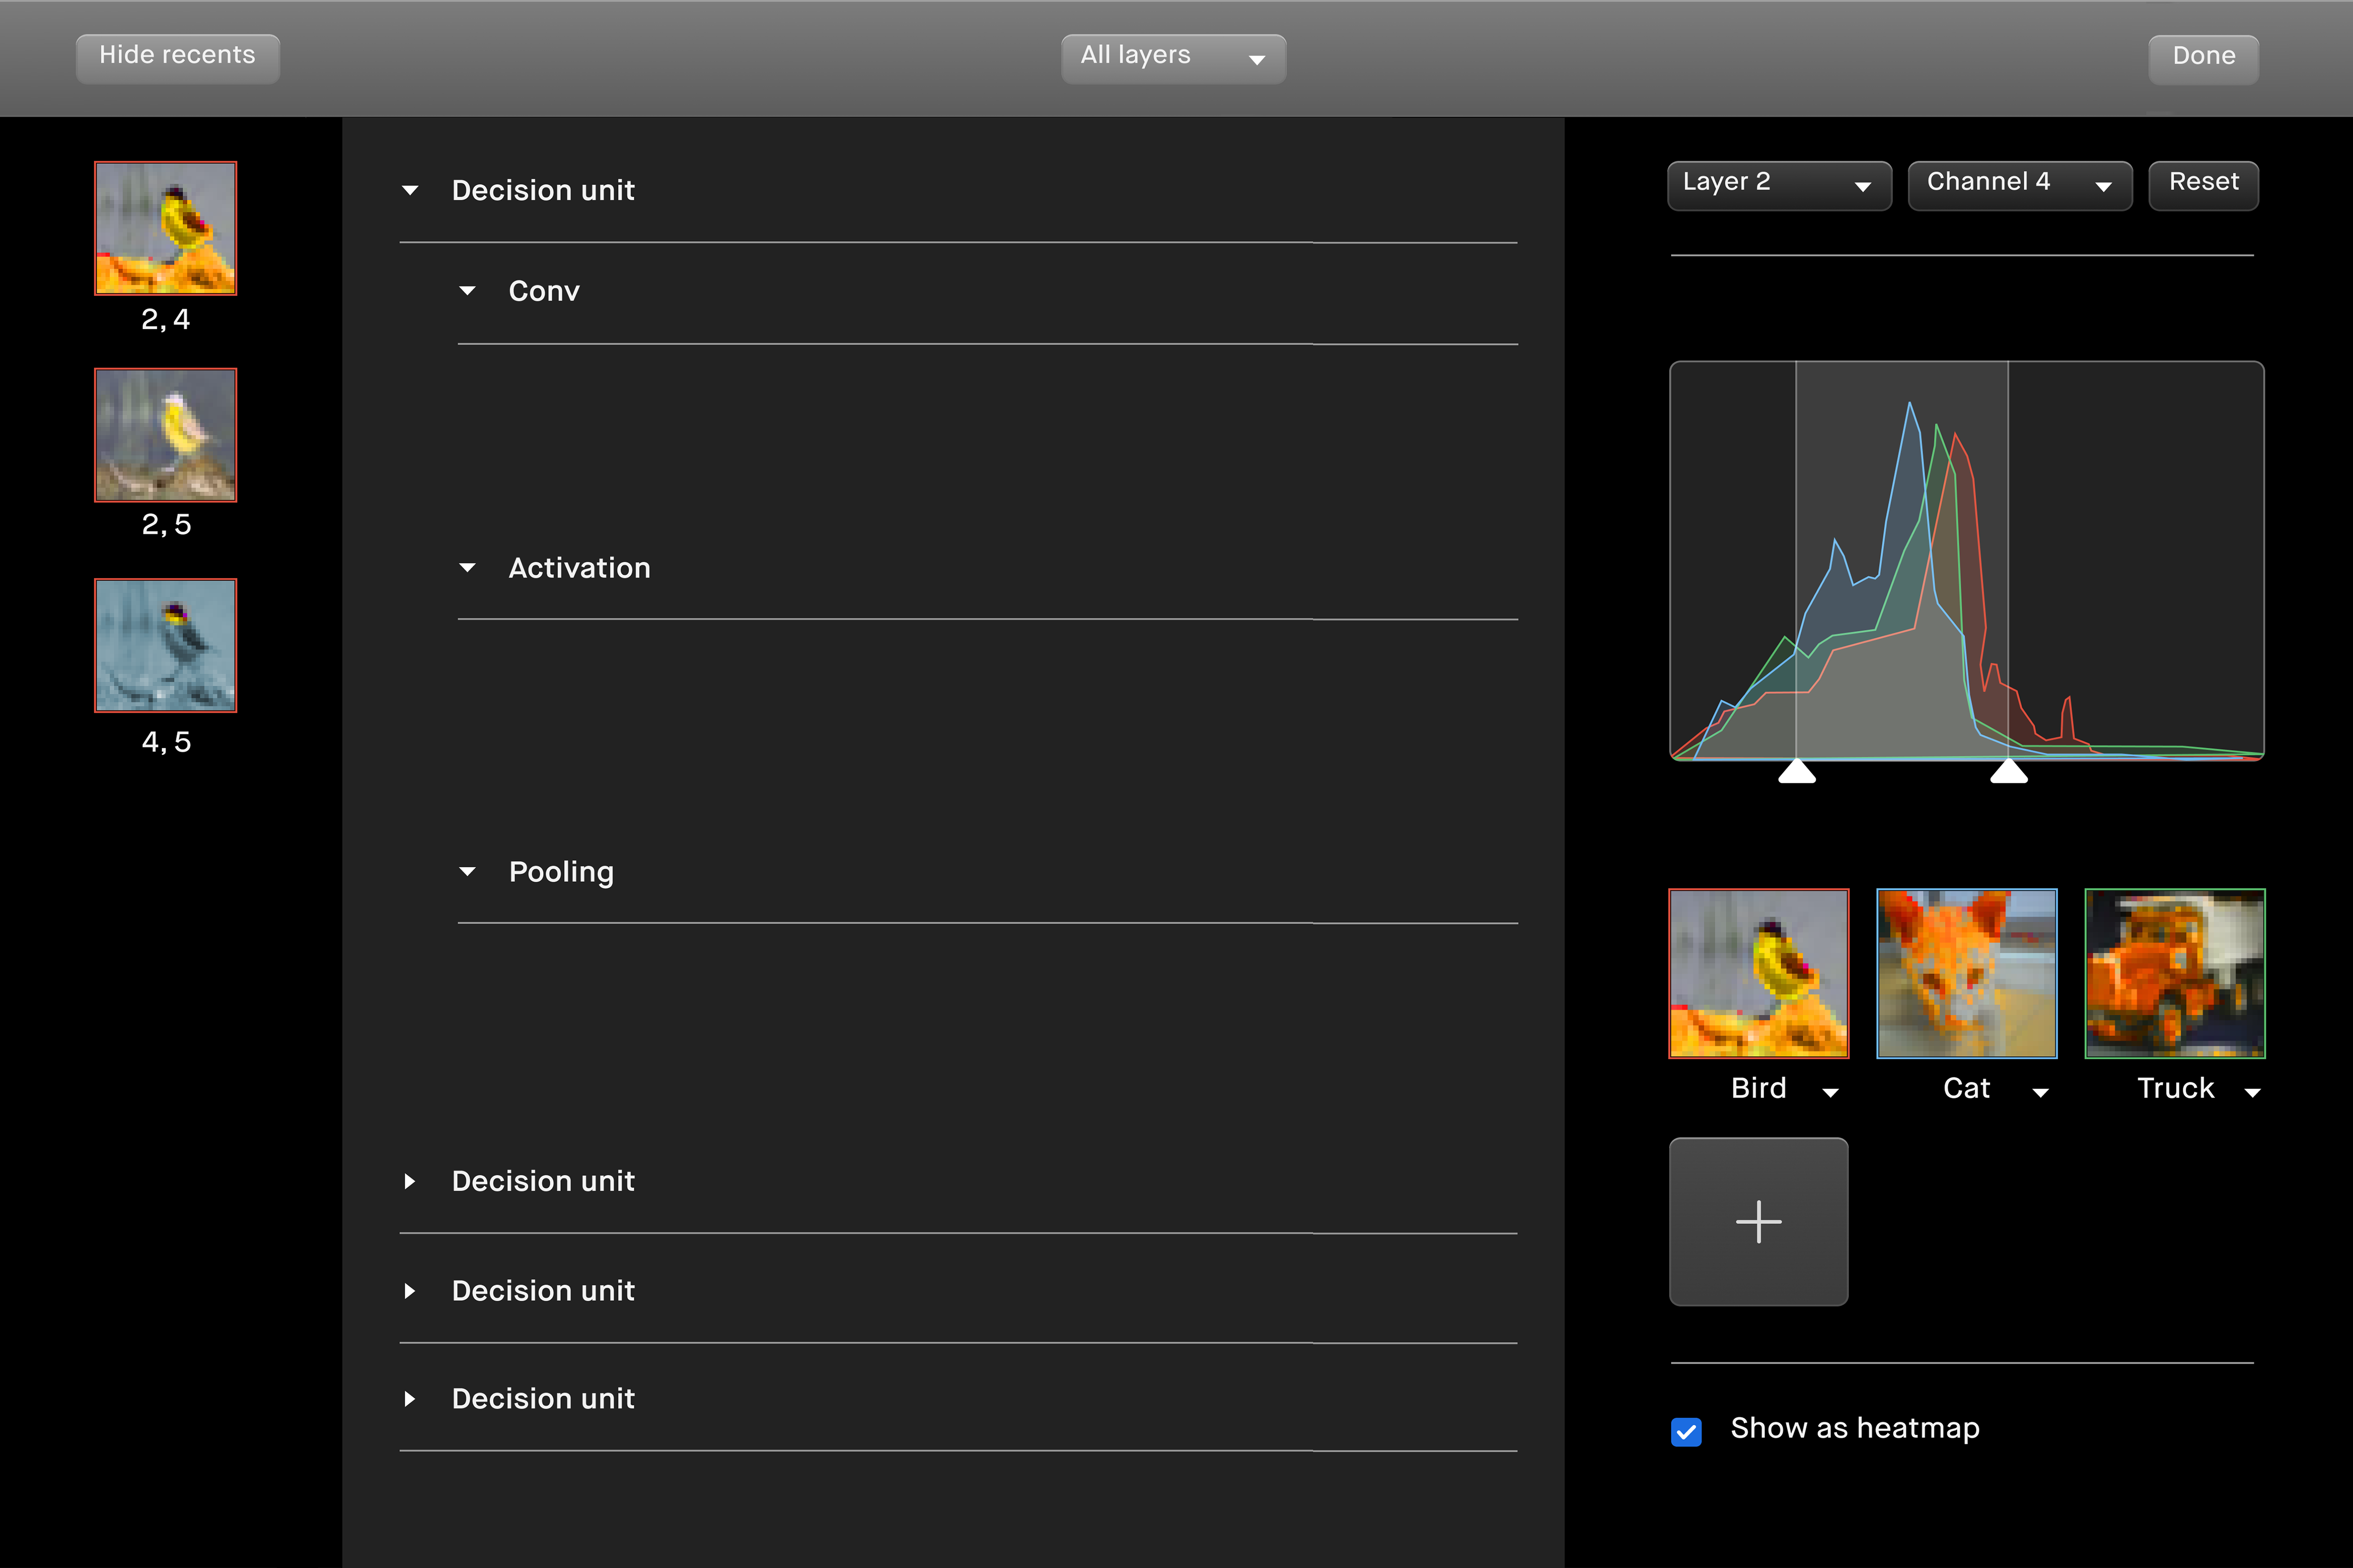 Hide recents
All layers
Done
2, 4
2, 5
4, 5
Decision unit
Conv
Activation
Pooling
Decision unit
Decision unit
Decision unit
Layer 2
Channel 4
Reset
Bird
Cat
Truck
Show as heatmap